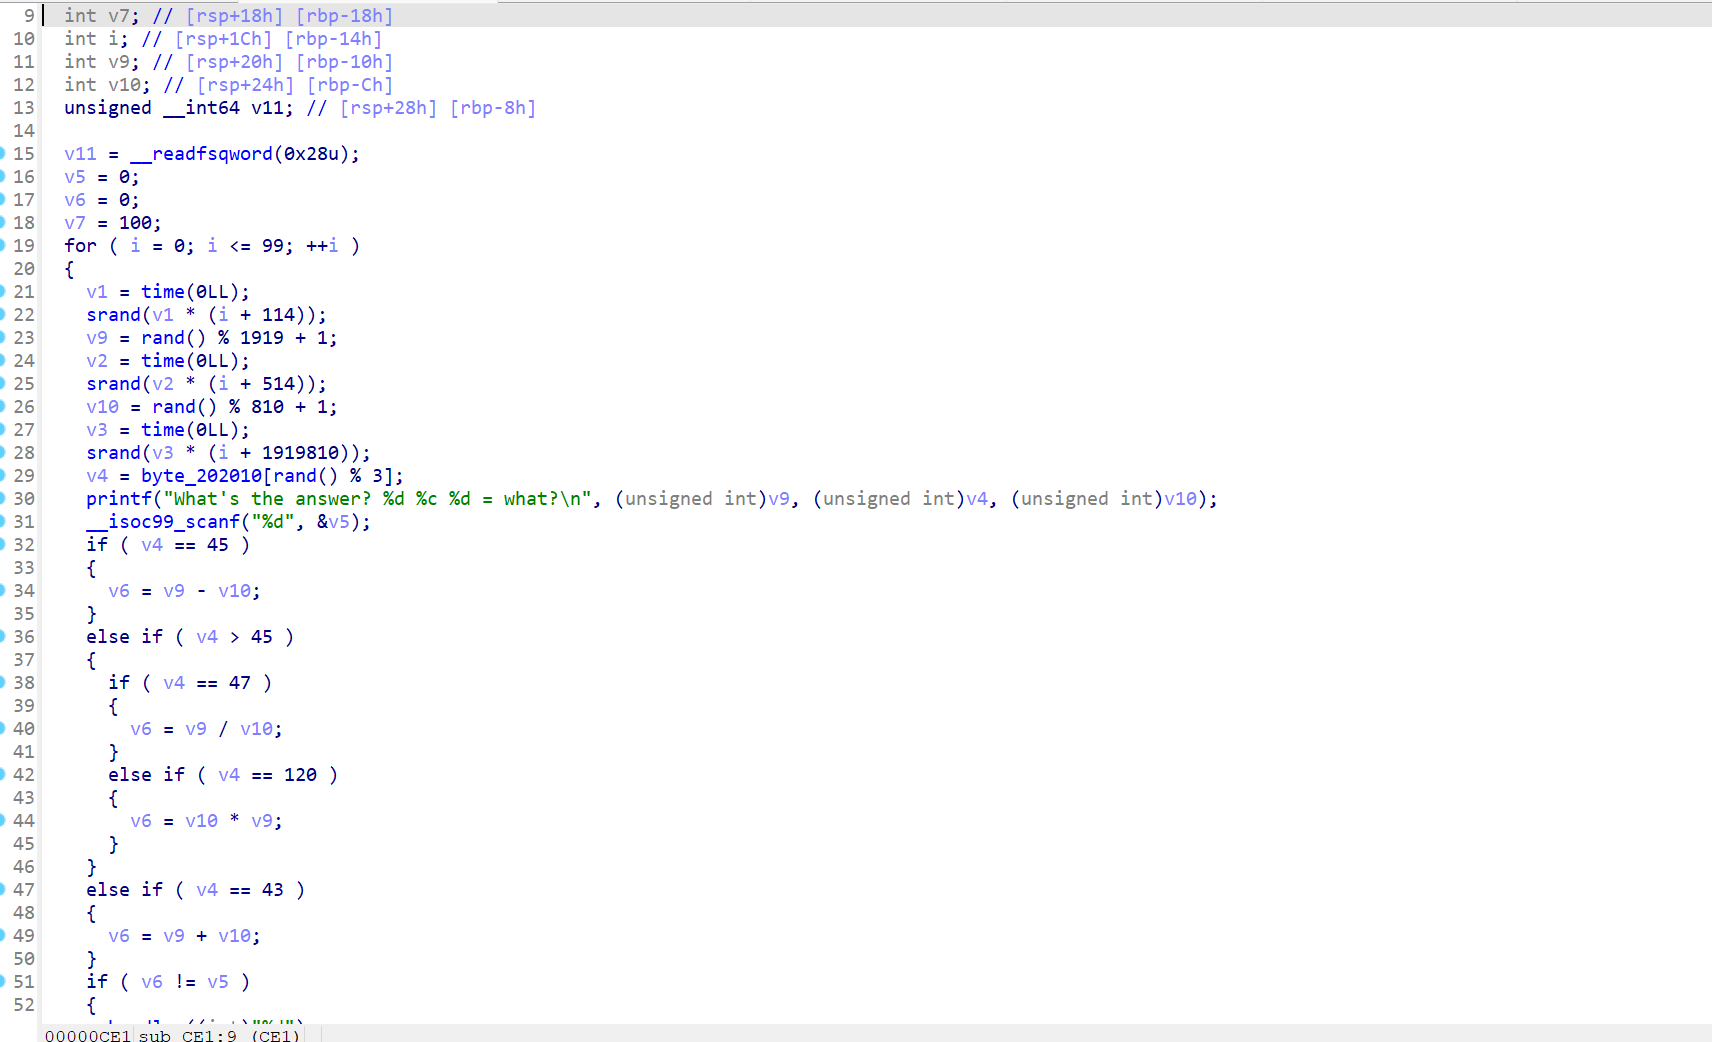 9 int v7; // [rsp+18h] [rbp-18h]
10 int i; // [rsp+1Ch] [rbp-14h]
11 int v9; // [rsp+20h] [rbp-10h]
12 int v10; // [rsp+24h] [rbp-Ch]
13 unsigned __int64 v11; // [rsp+28h] [rbp-8h]
14
15 v11 = __readfsqword(0x28u);
16 v5 = 0;
17 v6 = 0;
18 v7 = 100;
19 for ( i = 0; i <= 99; ++i )
20 {
21 v1 = time(0LL);
22 srand(v1 * (i + 114));
23 v9 = rand() % 1919 + 1;
24 v2 = time(0LL);
25 srand(v2 * (i + 514));
26 v10 = rand() % 810 + 1;
27 v3 = time(0LL);
28 srand(v3 * (i + 1919810));
29 v4 = byte_202010[rand() % 3];
30 printf("What's the answer? %d %c %d = what?\n", (unsigned int)v9, (unsigned int)v4, (unsigned int)v10);
31 __isoc99_scanf("%d", &v5);
32 if ( v4 == 45 )
33 {
34 v6 = v9 - v10;
35 }
36 else if ( v4 > 45 )
37 {
38 if ( v4 == 47 )
39 {
40 v6 = v9 / v10;
41 }
42 else if ( v4 == 120 )
43 {
44 v6 = v10 * v9;
45 }
46 }
47 else if ( v4 == 43 )
48 {
49 v6 = v9 + v10;
50 }
51 if ( v6 != v5 )
52 {
00000CE1 sub_CE1:9 (CE1)